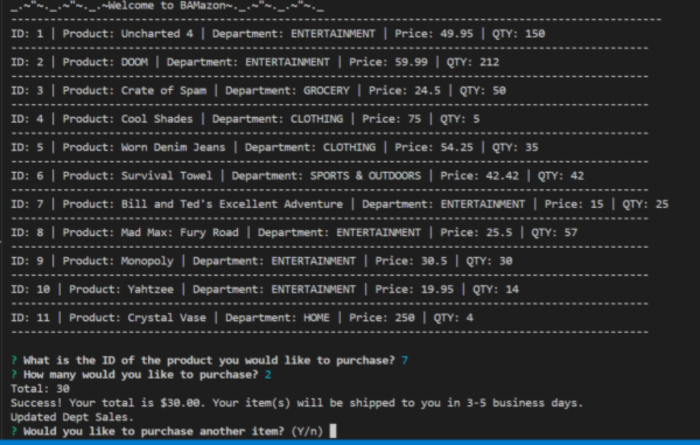 _.~"~._.~"~._.~Welcome to BAMazon~._.~"~._.~"~._
ID: 1 | Product: Uncharted 4 | Department: ENTERTAINMENT | Price: 49.95 | QTY: 150
ID: 2 | Product: DOOM | Department: ENTERTAINMENT | Price: 59.99 | QTY: 212
ID: 3 | Product: Crate of Spam | Department: GROCERY | Price: 24.5 | QTY: 50
ID: 4 | Product: Cool Shades | Department: CLOTHING | Price: 75 | QTY: 5
ID: 5 | Product: Worn Denim Jeans | Department: CLOTHING | Price: 54.25 | QTY: 35
ID: 6 | Product: Survival Towel | Department: SPORTS & OUTDOORS | Price: 42.42 | QTY: 42
ID: 7 | Product: Bill and Ted's Excellent Adventure | Department: ENTERTAINMENT | Price: 15 | QTY: 25
ID: 8 | Product: Mad Max: Fury Road | Department: ENTERTAINMENT | Price: 25.5 | QTY: 57
ID: 9 | Product: Monopoly | Department: ENTERTAINMENT | Price: 30.5 | QTY: 30
ID: 10 | Product: Yahtzee | Department: ENTERTAINMENT | Price: 19.95 | QTY: 14
ID: 11 | Product: Crystal Vase | Department: HOME | Price: 250 | QTY: 4
? What is the ID of the product you would like to purchase? 7
? How many would you like to purchase? 2
Total: 30
Success! Your total is $30.00. Your item(s) will be shipped to you in 3-5 business days.
Updated Dept Sales.
? Would you like to purchase another item? (Y/n)